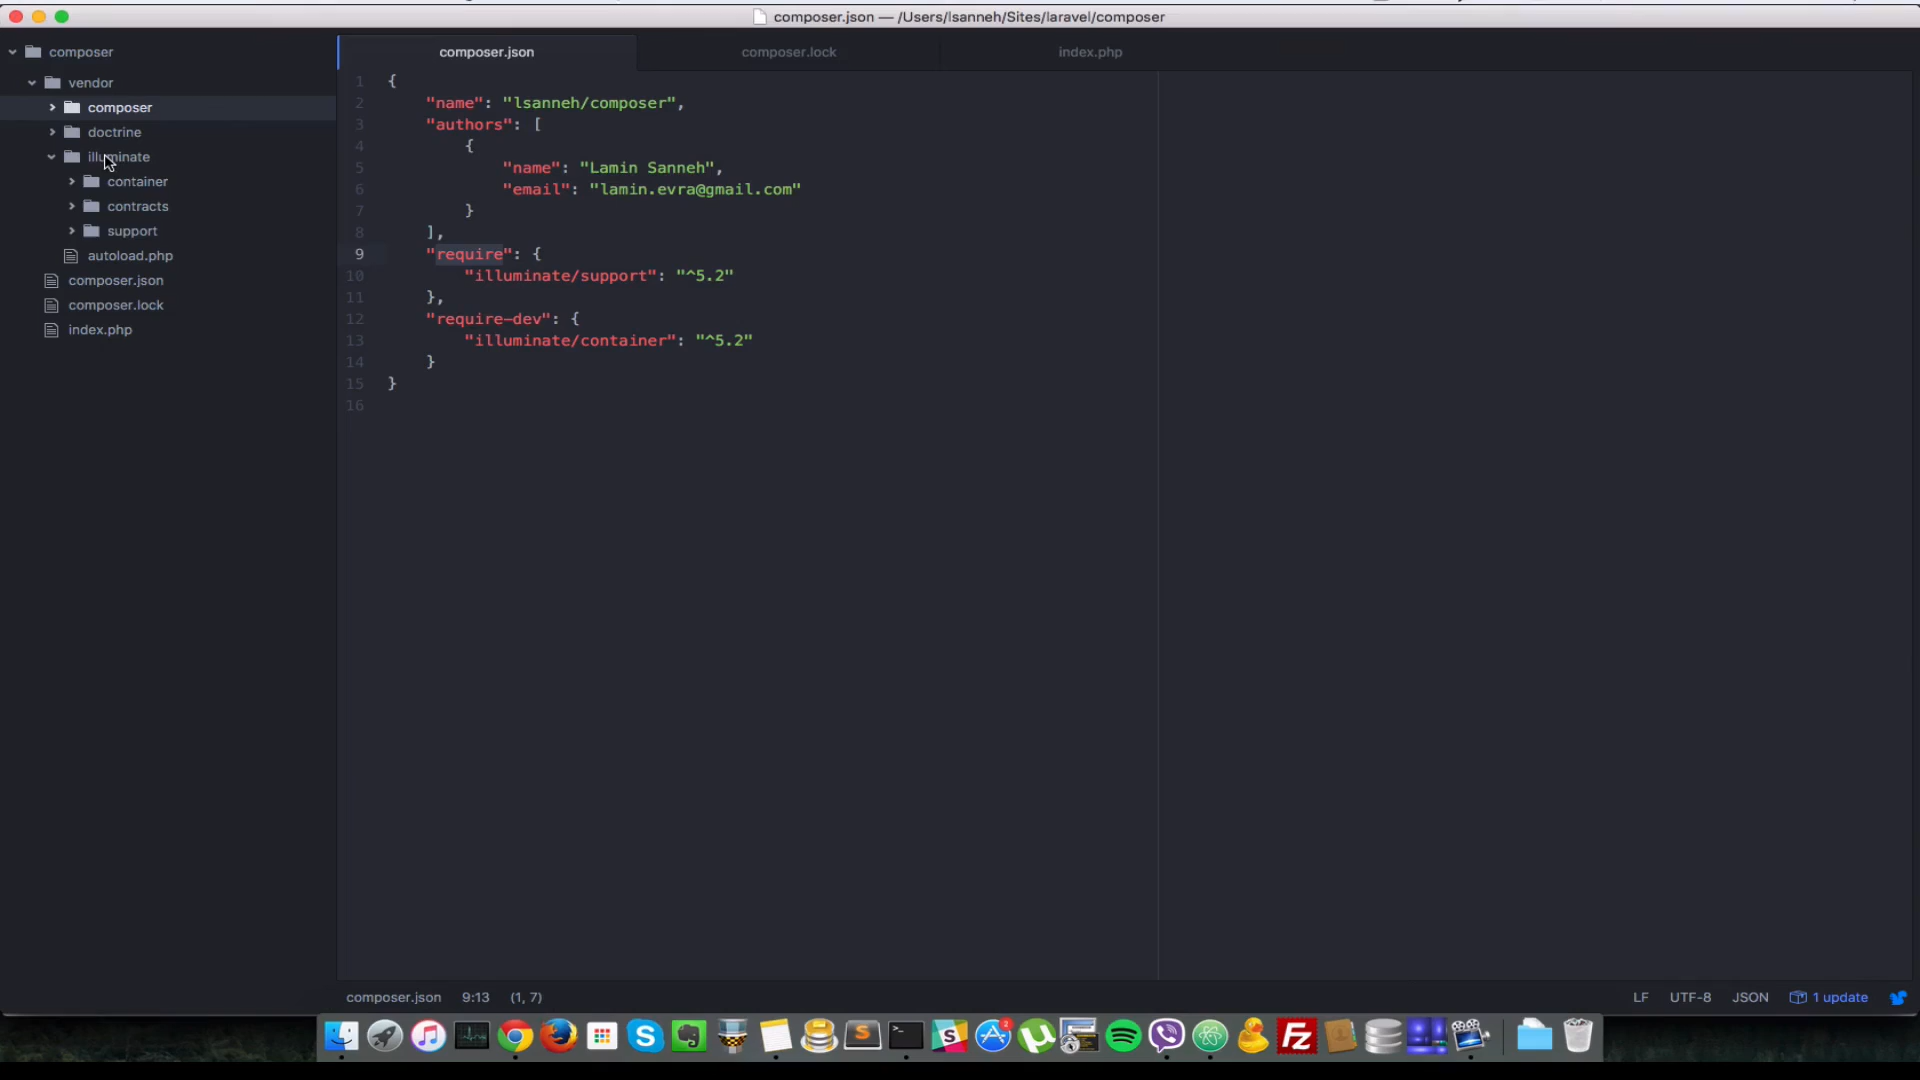 composer.json — /Users/lsanneh/Sites/laravel/composer
composer
vendor
composer
doctrine
illuminate
container
contracts
support
autoload.php
composer.json
composer.lock
index.php
composer.json
composer.lock
index.php
1 {
2 "name": "lsanneh/composer",
3 "authors": [
4 {
5 "name": "Lamin Sanneh",
6 "email": "lamin.evra@gmail.com"
7 }
8 ],
9 "require": {
10 "illuminate/support": "^5.2"
11 },
12 "require-dev": {
13 "illuminate/container": "^5.2"
14 }
15 }
16
composer.json 9:13 (1, 7)
LF UTF-8 JSON 1 update